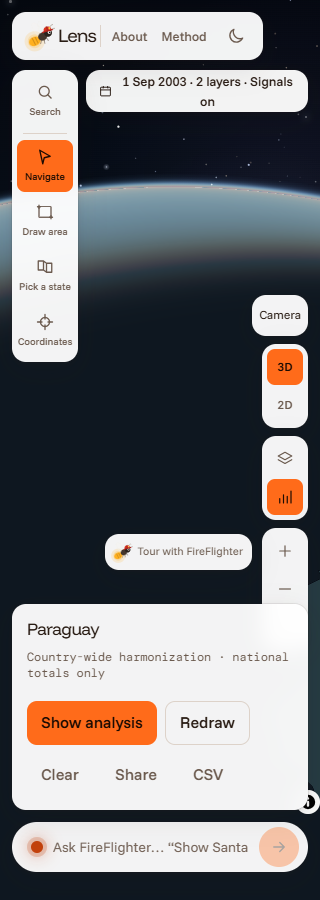 Lens
About
Method
1 Sep 2003 · 2 layers · Signals
on
Search
Navigate
Draw area
Pick a state
Coordinates
Camera
3D
2D
Tour with FireFlighter
Paraguay
Country-wide harmonization · national
totals only
Show analysis
Redraw
Clear
Share
CSV
Ask FireFlighter… “Show Santa